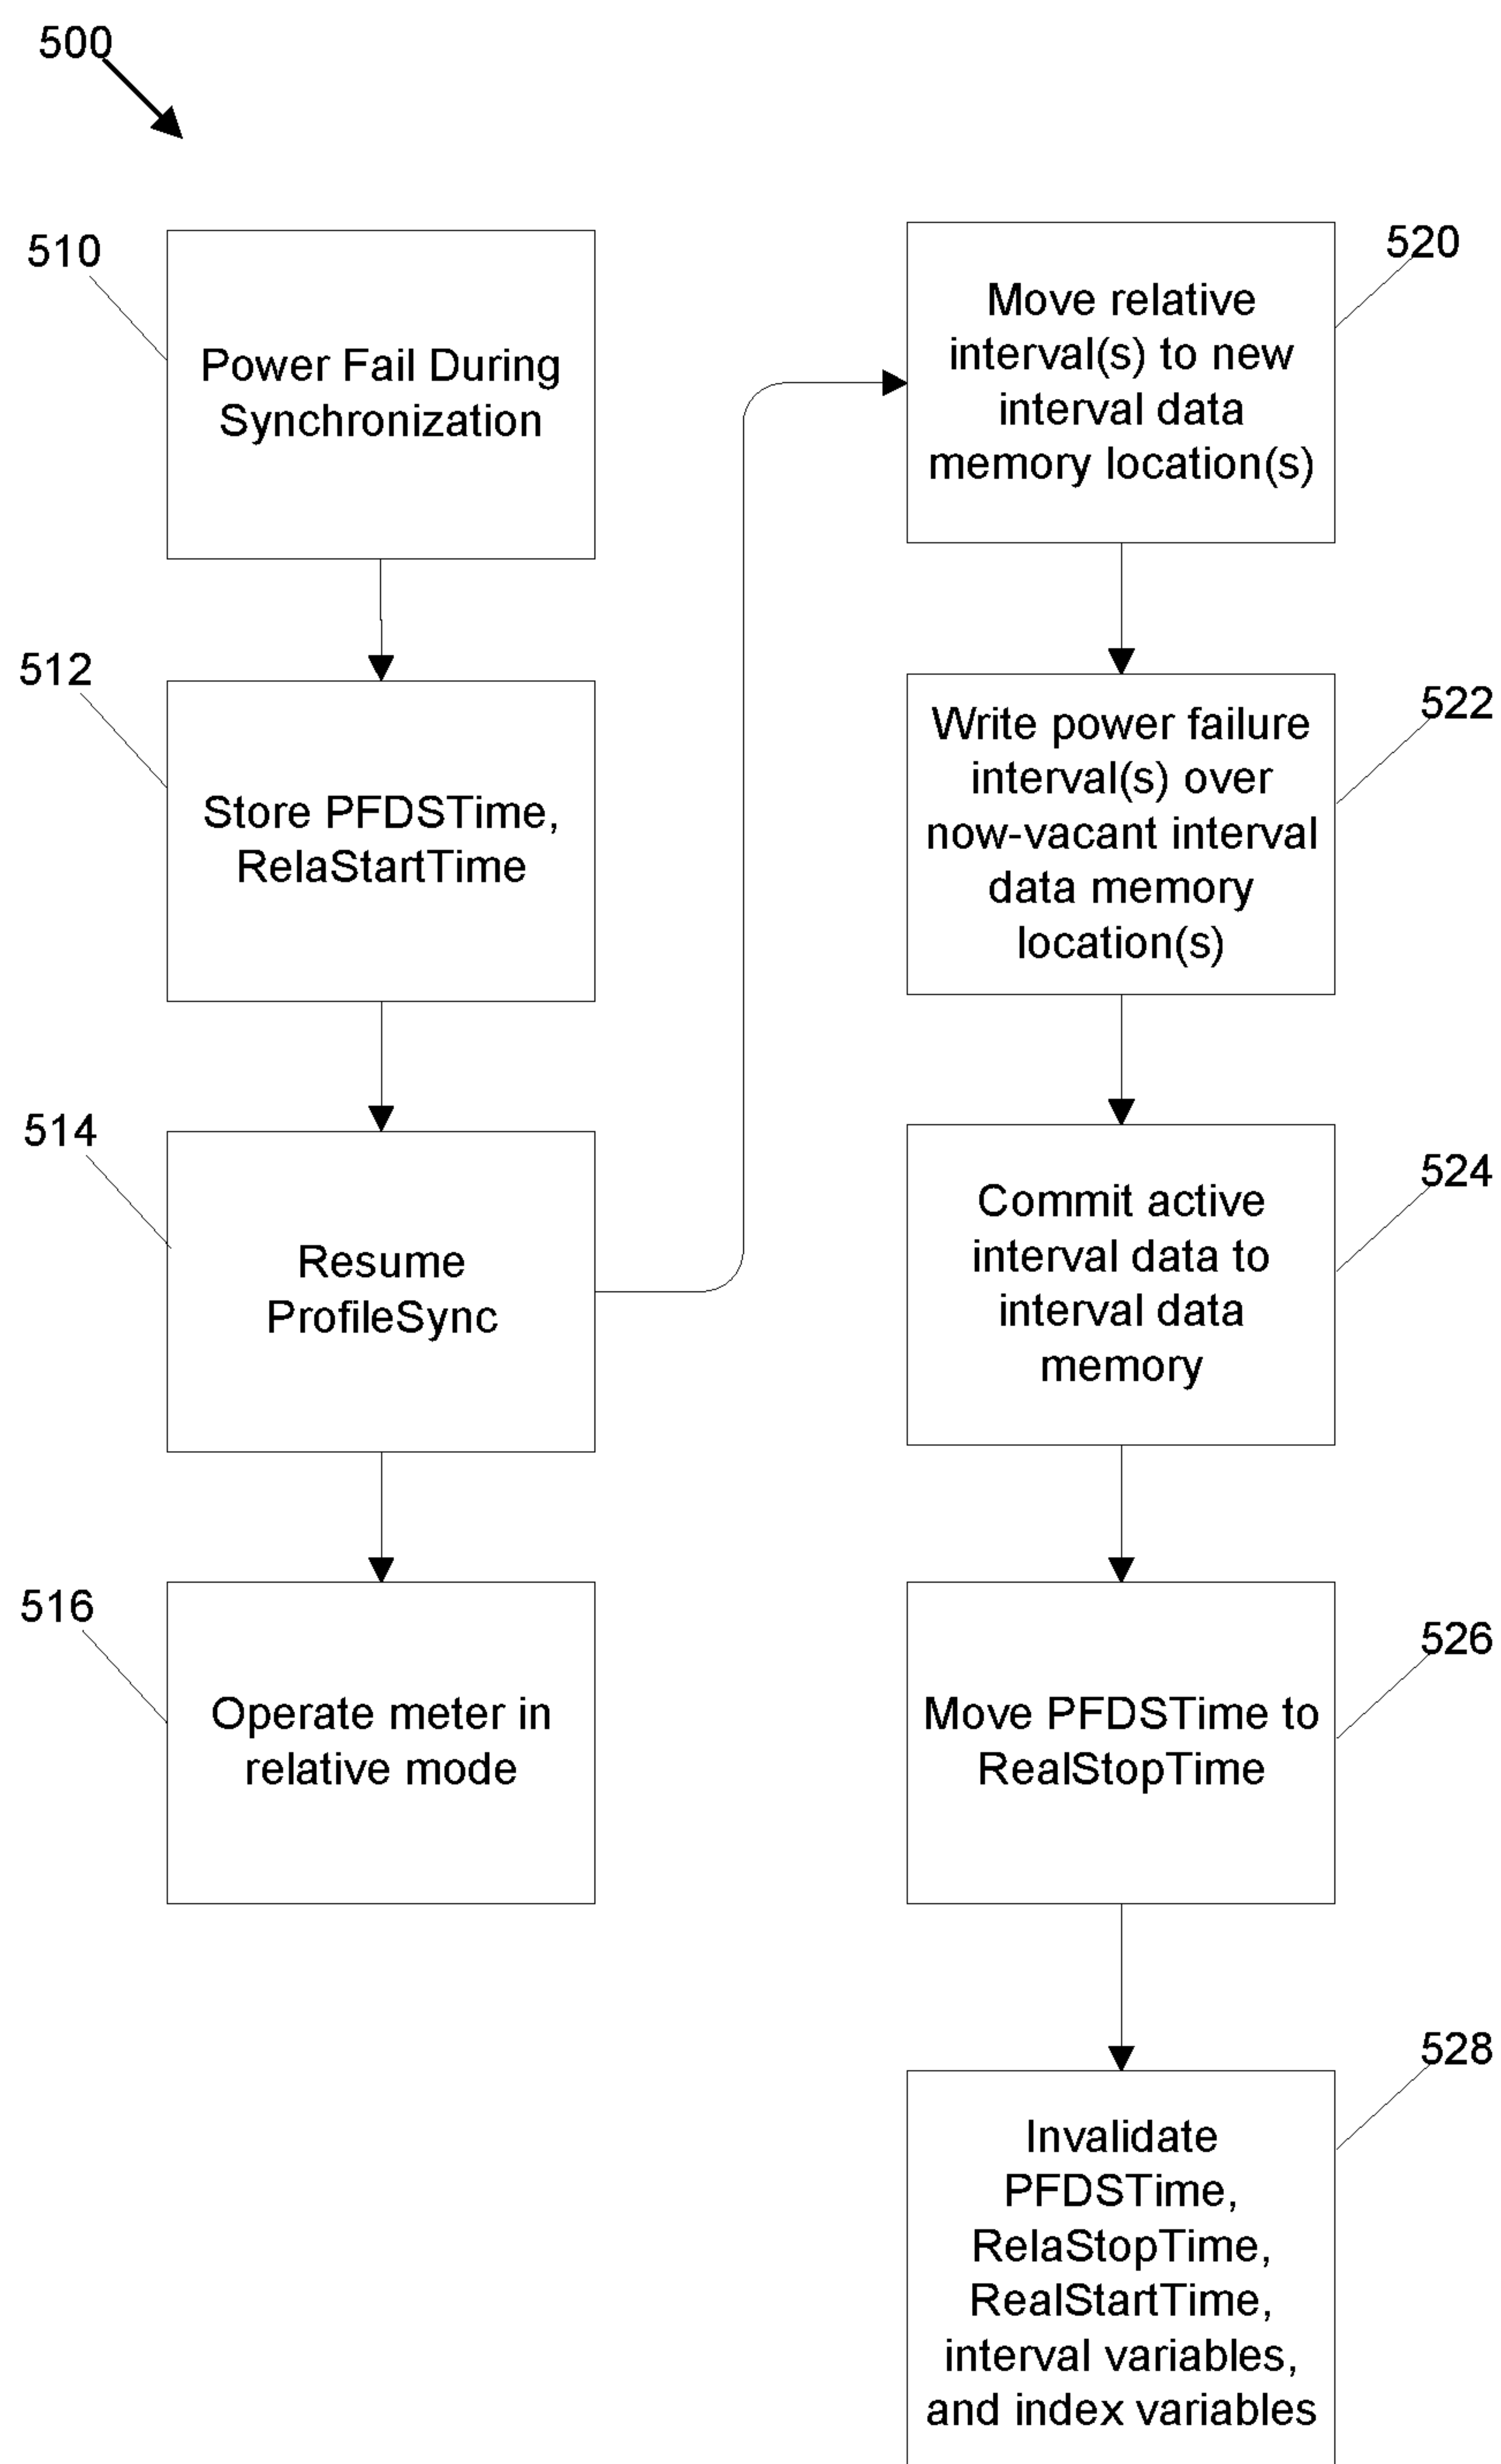 500
510
Power Fail During
Synchronization
512
Store PFDSTime,
RelaStartTime
514
Resume
ProfileSync
516
Operate meter in
relative mode
520
Move relative
interval(s) to new
interval data
memory location(s)
522
Write power failure
interval(s) over
now-vacant interval
data memory
location(s)
524
Commit active
interval data to
interval data
memory
526
Move PFDSTime to
RealStopTime
528
Invalidate
PFDSTime,
RelaStopTime,
RealStartTime,
interval variables,
and index variables